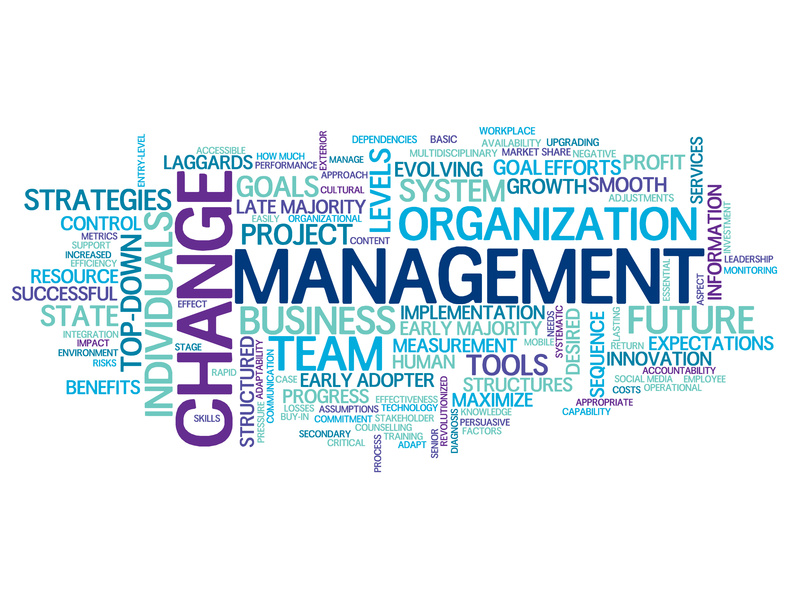 WORKPLACE
DEPENDENCIES
BASIC
AVAILABILITY
UPGRADING
ENTRY-LEVEL
ACCESSIBLE
HOW MUCH
EXTERIOR
MANAGE
MULTIDISCIPLINARY
MARKET SHARE
NEGATIVE
LAGGARDS
PERFORMANCE
LEVELS
EVOLVING
GOAL
EFFORTS
PROFIT
SERVICES
APPROACH
STRATEGIES
CHANGE
GOALS
CULTURAL
SYSTEM
GROWTH
SMOOTH
ADJUSTMENTS
INFORMATION
LATE MAJORITY
EASILY
ORGANIZATIONAL
ORGANIZATION
INVESTMENT
CONTROL
INDIVIDUALS
METRICS
PROJECT
CONTENT
SUPPORT
TOP-DOWN
INCREASED
EFFICIENCY
MANAGEMENT
LEADERSHIP
MONITORING
RESOURCE
ESSENTIAL
ASPECT
SUCCESSFUL
EFFECT
STATE
BUSINESS
IMPLEMENTATION
NEEDS
SYSTEMATIC
DESIRED
SEQUENCE
LASTING
FUTURE
EARLY MAJORITY
INTEGRATION
IMPACT
STAGE
TEAM
MEASUREMENT
MOBILE
RETURN
EXPECTATIONS
ENVIRONMENT
STRUCTURED
ADAPTABILITY
COMMUNICATION
HUMAN
TOOLS
INNOVATION
RISKS
RAPID
CASE
EARLY ADOPTER
STRUCTURES
ACCOUNTABILITY
SOCIAL MEDIA
EMPLOYEE
BENEFITS
PROGRESS
EFFECTIVENESS
REVOLUTIONIZED
MAXIMIZE
COSTS
OPERATIONAL
PRESSURE
LOSSES
ASSUMPTIONS
TECHNOLOGY
KNOWLEDGE
APPROPRIATE
CAPABILITY
SKILLS
BUY-IN
COMMITMENT
STAKEHOLDER
DIAGNOSIS
PERSUASIVE
COUNSELLING
FACTORS
SECONDARY
PROCESS
TRAINING
SENIOR
CRITICAL
ADAPT